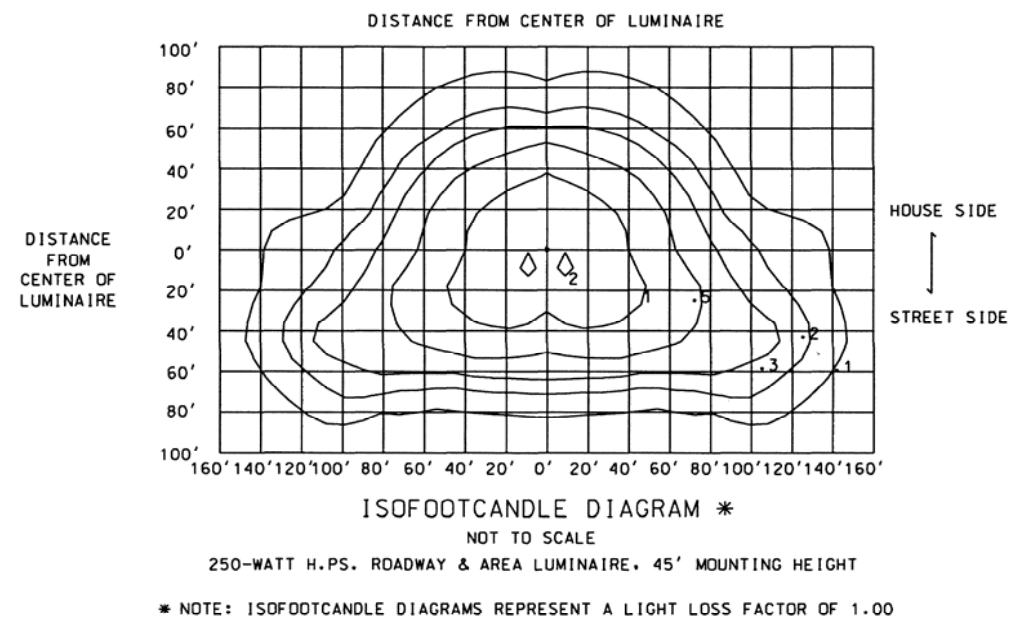 DISTANCE FROM CENTER OF LUMINAIRE
100'
80'
60'
40'
20'
0'
20'
40'
60'
80'
100'
DISTANCE
FROM
CENTER OF
LUMINAIRE
HOUSE SIDE
STREET SIDE
2
1
.5
.2
.3
.1
160' 140' 120' 100' 80' 60' 40' 20' 0' 20' 40' 60' 80' 100' 120' 140' 160'
ISOFOOTCANDLE DIAGRAM *
NOT TO SCALE
250-WATT H.PS. ROADWAY & AREA LUMINAIRE. 45' MOUNTING HEIGHT
* NOTE: ISOFOOTCANDLE DIAGRAMS REPRESENT A LIGHT LOSS FACTOR OF 1.00